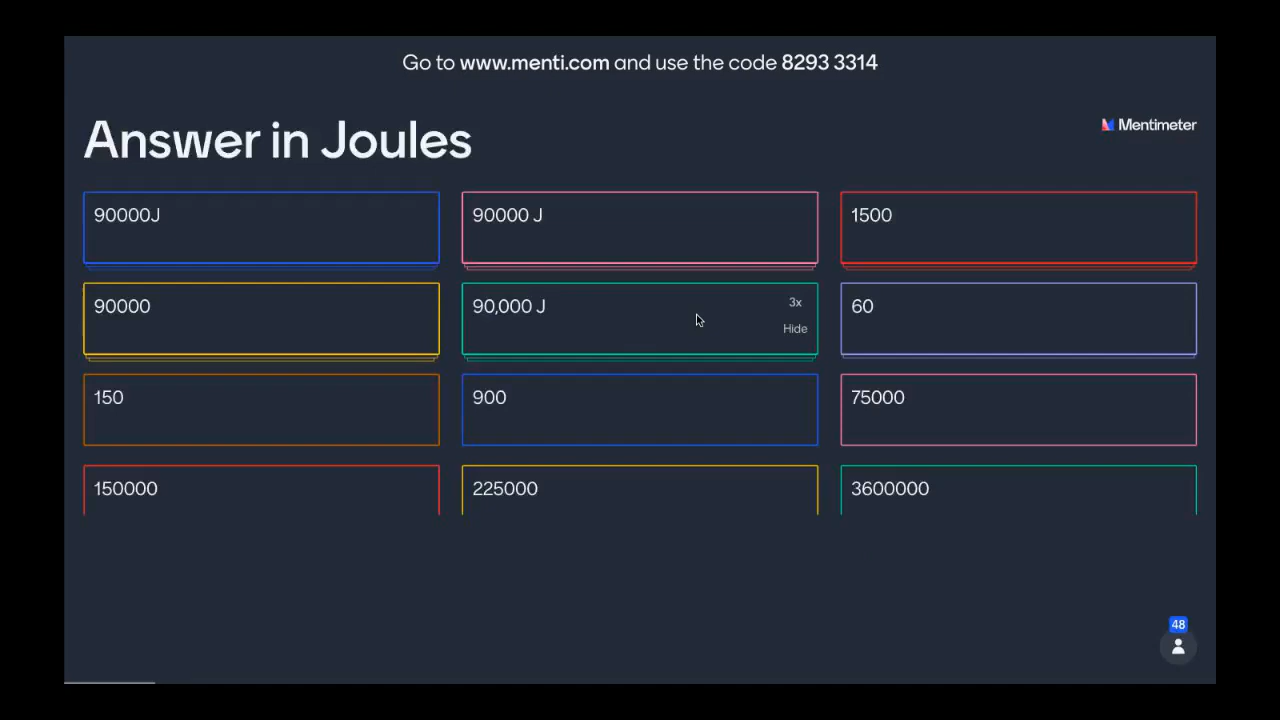 Go to www.menti.com and use the code 8293 3314
Answer in Joules
Mentimeter
90000J
90000 J
1500
90000
90,000 J
3x
Hide
60
150
900
75000
150000
225000
3600000
48